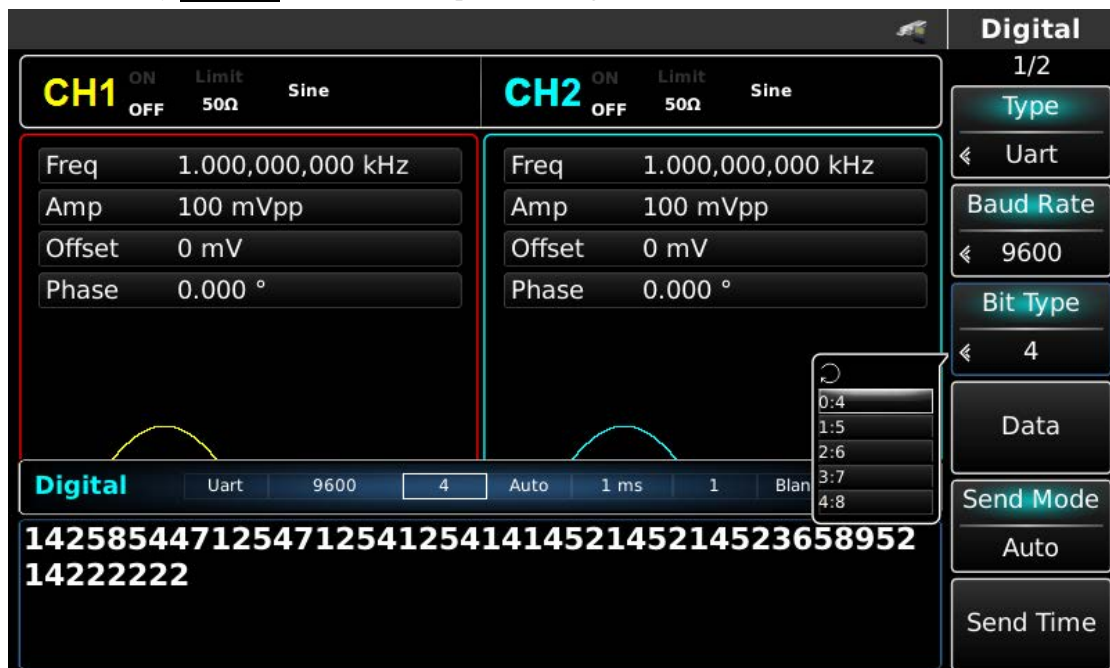 Digital
1/2
CH1 ON OFF Limit 50Ω Sine
CH2 ON OFF Limit 50Ω Sine
Type
Uart
Freq 1.000,000,000 kHz
Amp 100 mVpp
Offset 0 mV
Phase 0.000 °
Freq 1.000,000,000 kHz
Amp 100 mVpp
Offset 0 mV
Phase 0.000 °
Baud Rate
9600
Bit Type
4
0:4
1:5
2:6
3:7
4:8
Data
Send Mode
Auto
Send Time
Digital Uart 9600 4 Auto 1 ms 1
14258544712547125412541414521452145236589 52
14222222